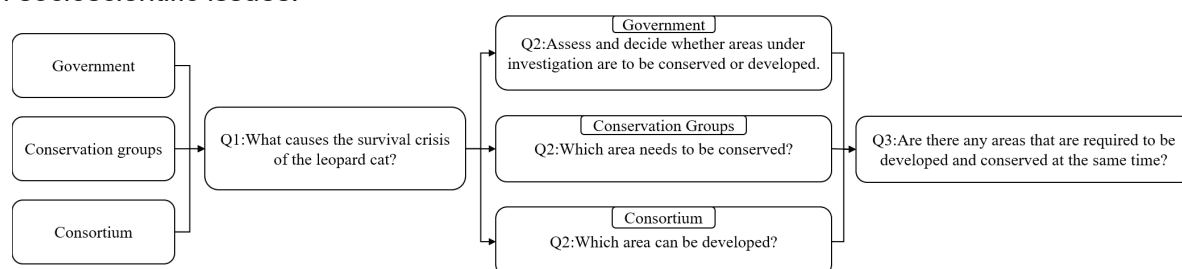 of socioscientific issues.
Government
Conservation groups
Consortium
Q1:What causes the survival crisis
of the leopard cat?
Government
Q2:Assess and decide whether areas under
investigation are to be conserved or developed.
Conservation Groups
Q2:Which area needs to be conserved?
Consortium
Q2:Which area can be developed?
Q3:Are there any areas that are required to be
developed and conserved at the same time?